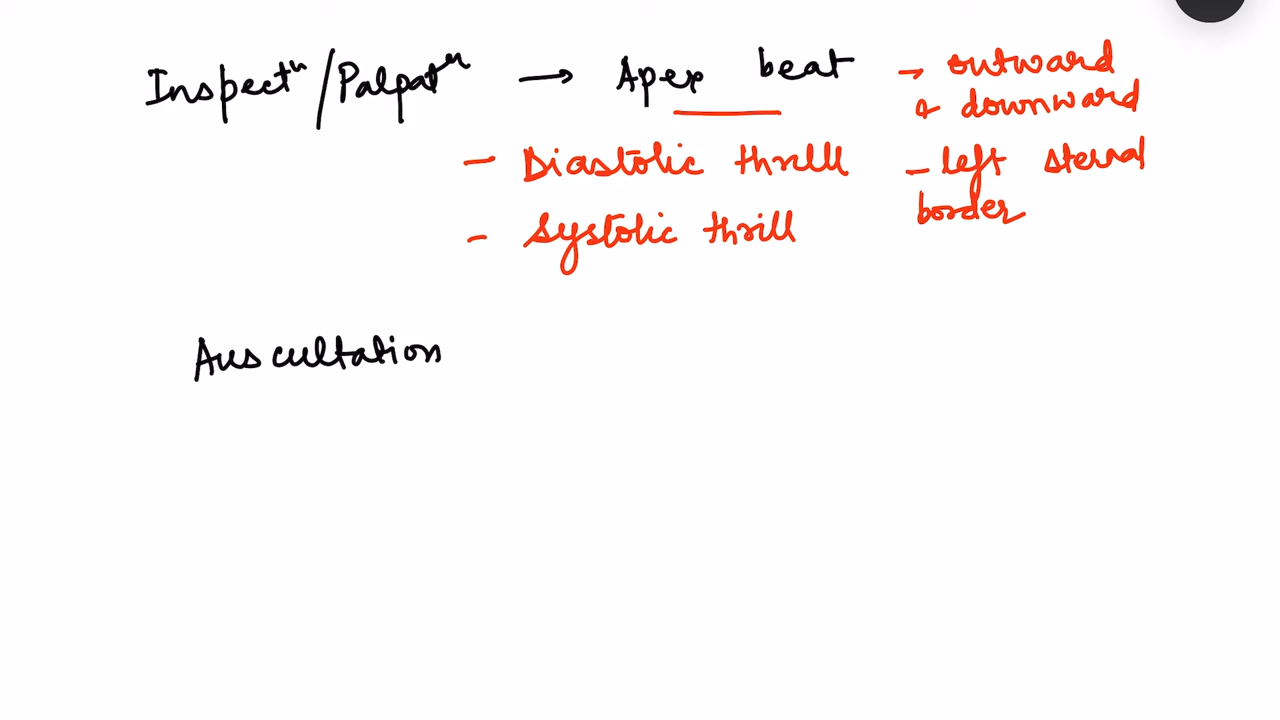 Inspectⁿ/Palpatⁿ → Apex beat → outward
& downward
- Diastolic thrill - left sternal
border
- Systolic thrill
Auscultation